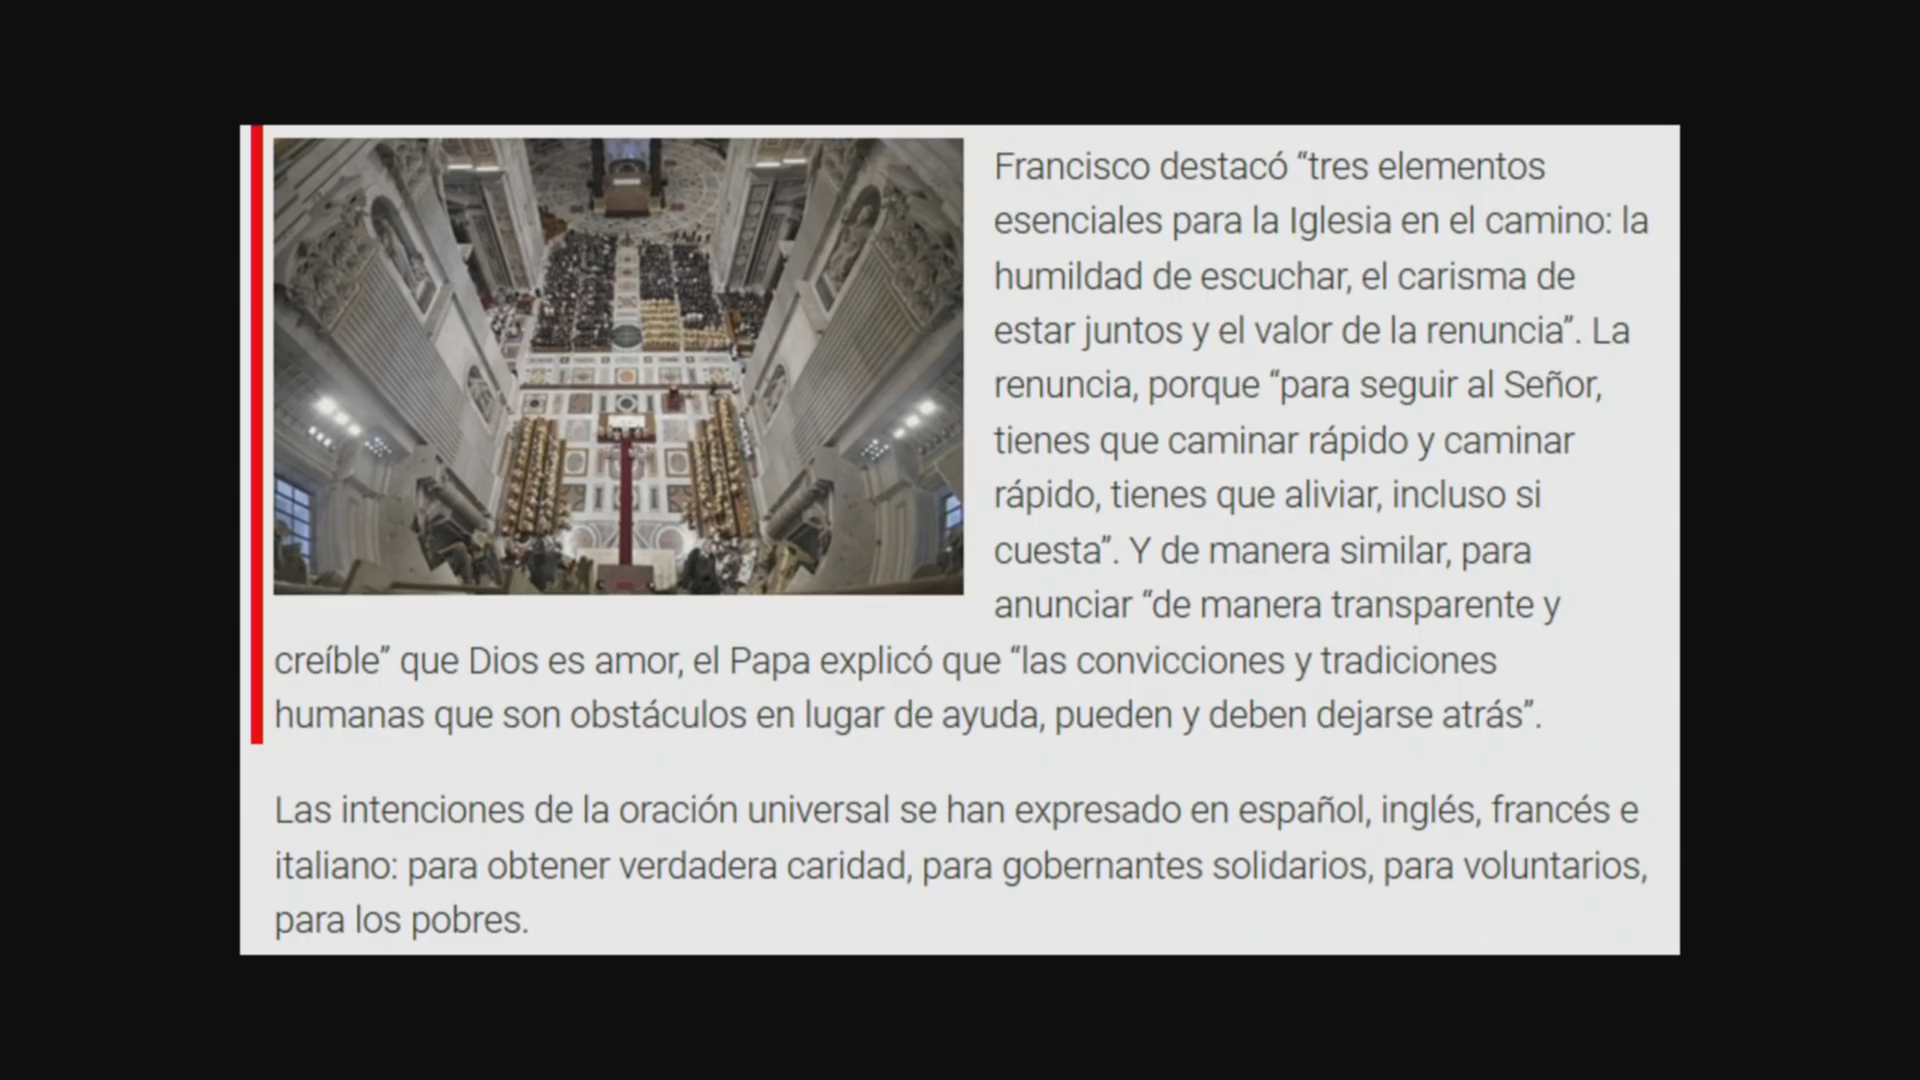 Francisco destacó “tres elementos
esenciales para la Iglesia en el camino: la
humildad de escuchar, el carisma de
estar juntos y el valor de la renuncia”. La
renuncia, porque “para seguir al Señor,
tienes que caminar rápido y caminar
rápido, tienes que aliviar, incluso si
cuesta”. Y de manera similar, para
anunciar “de manera transparente y
creíble” que Dios es amor, el Papa explicó que “las convicciones y tradiciones
humanas que son obstáculos en lugar de ayuda, pueden y deben dejarse atrás”.
Las intenciones de la oración universal se han expresado en español, inglés, francés e
italiano: para obtener verdadera caridad, para gobernantes solidarios, para voluntarios,
para los pobres.